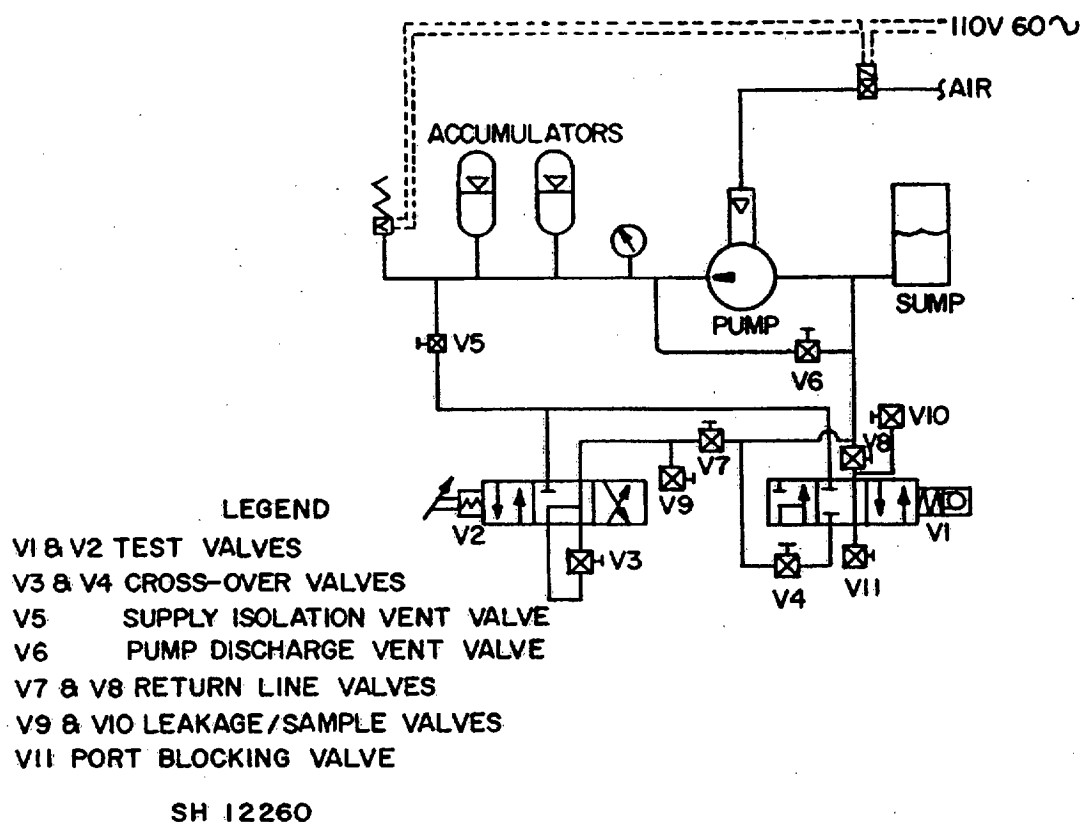 110V 60∿
AIR
ACCUMULATORS
SUMP
PUMP
V5
V6
V10
V8
V7
V9
V2
V3
V4
V11
V1
LEGEND
V1 & V2 TEST VALVES
V3 & V4 CROSS-OVER VALVES
V5 SUPPLY ISOLATION VENT VALVE
V6 PUMP DISCHARGE VENT VALVE
V7 & V8 RETURN LINE VALVES
V9 & V10 LEAKAGE/SAMPLE VALVES
V11 PORT BLOCKING VALVE
SH 12260